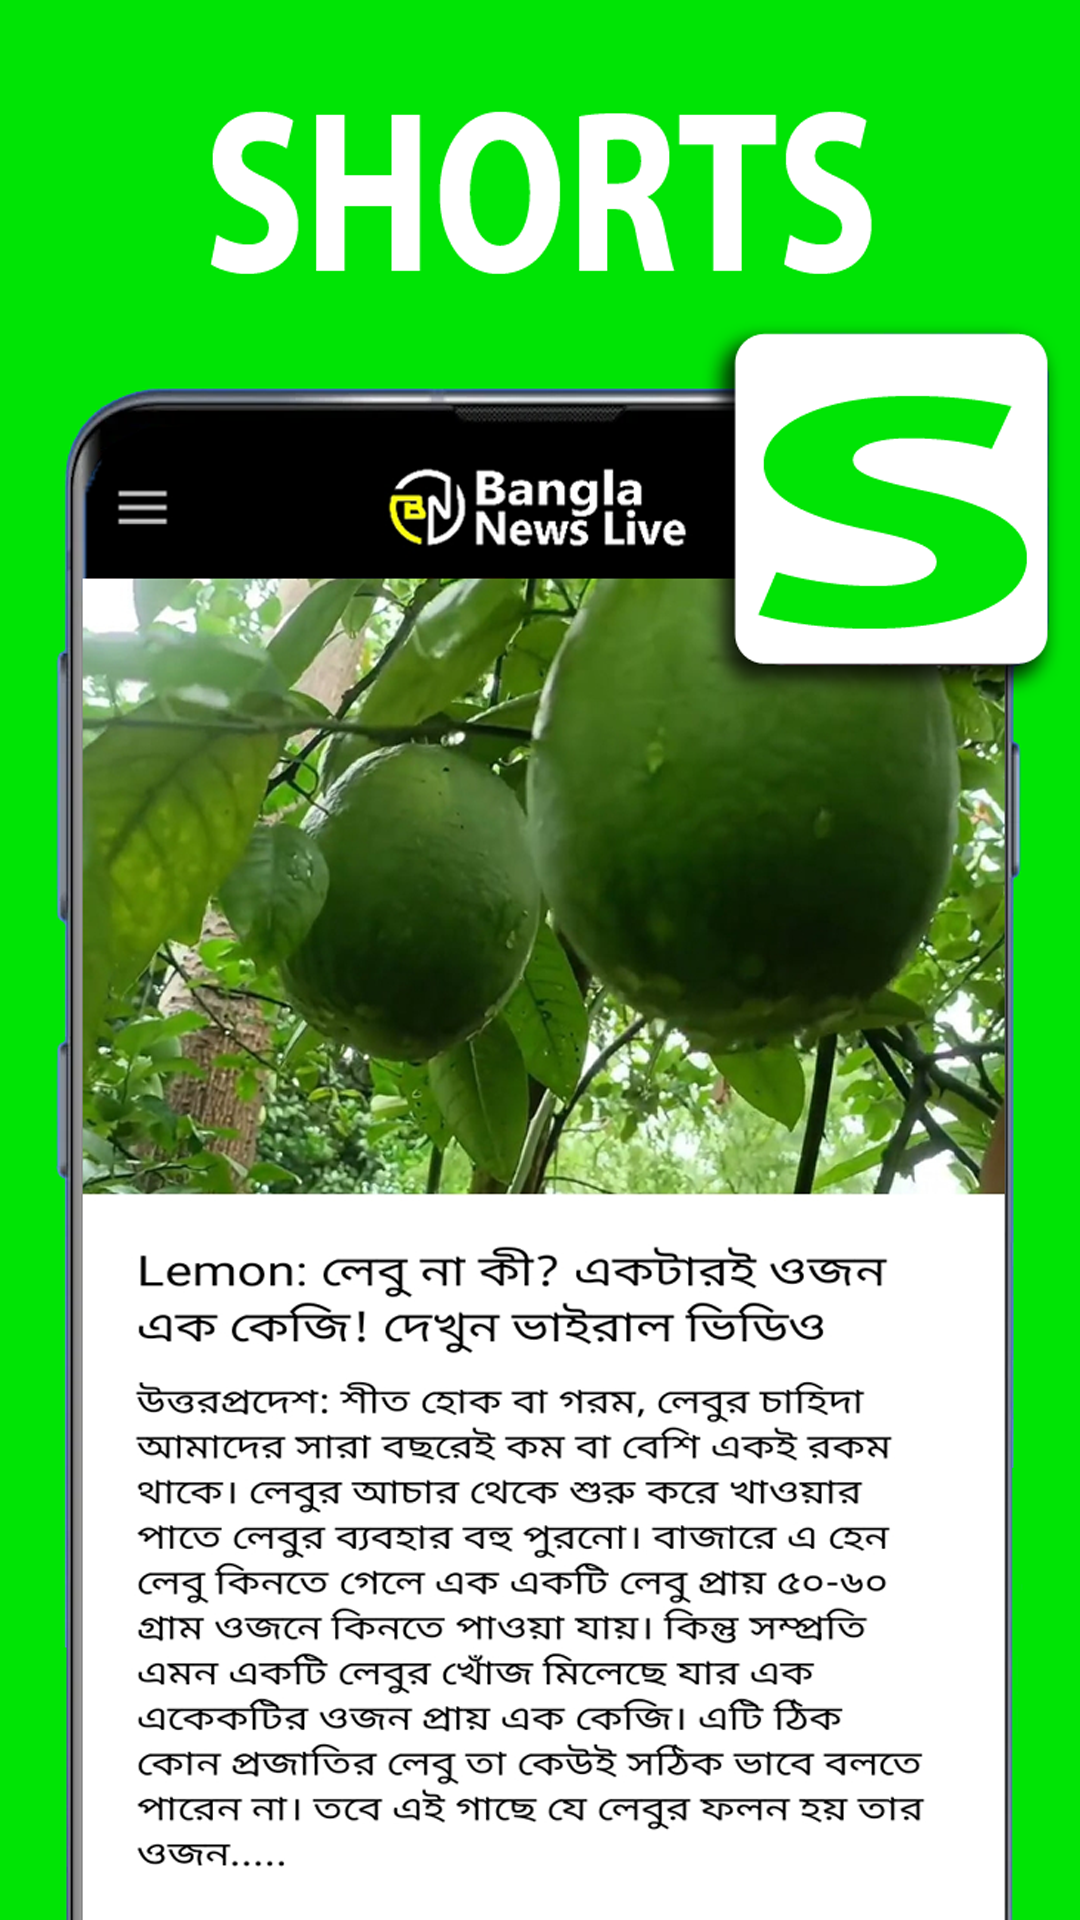 SHORTS
S
BN
Bangla
News Live
Lemon: লেবু না কী? একটারই ওজন
এক কেজি! দেখুন ভাইরাল ভিডিও
উত্তরপ্রদেশ: শীত হোক বা গরম, লেবুর চাহিদা
আমাদের সারা বছরেই কম বা বেশি একই রকম
থাকে। লেবুর আচার থেকে শুরু করে খাওয়ার
পাতে লেবুর ব্যবহার বহু পুরনো। বাজারে এ হেন
লেবু কিনতে গেলে এক একটি লেবু প্রায় ৫০-৬০
গ্রাম ওজনে কিনতে পাওয়া যায়। কিন্তু সম্প্রতি
এমন একটি লেবুর খোঁজ মিলেছে যার এক
একেকটির ওজন প্রায় এক কেজি। এটি ঠিক
কোন প্রজাতির লেবু তা কেউই সঠিক ভাবে বলতে
পারেন না। তবে এই গাছে যে লেবুর ফলন হয় তার
ওজন.....